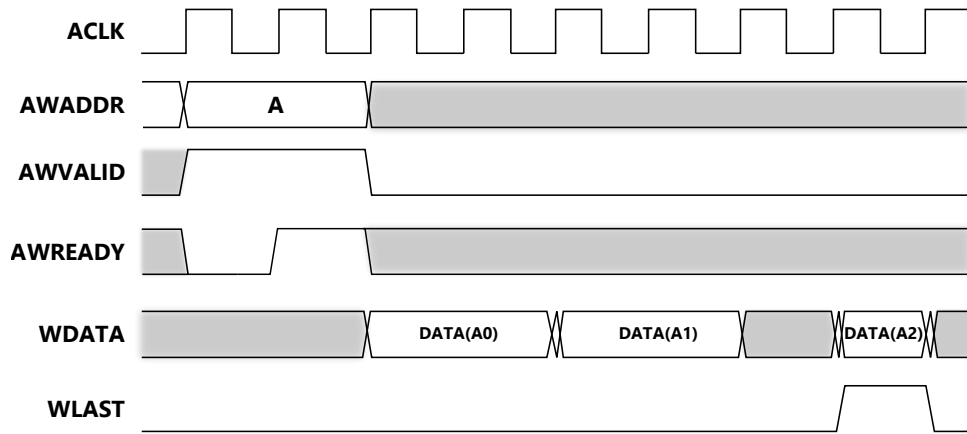 ACLK
AWADDR A
AWVALID
AWREADY
WDATA DATA(A0) DATA(A1) DATA(A2)
WLAST